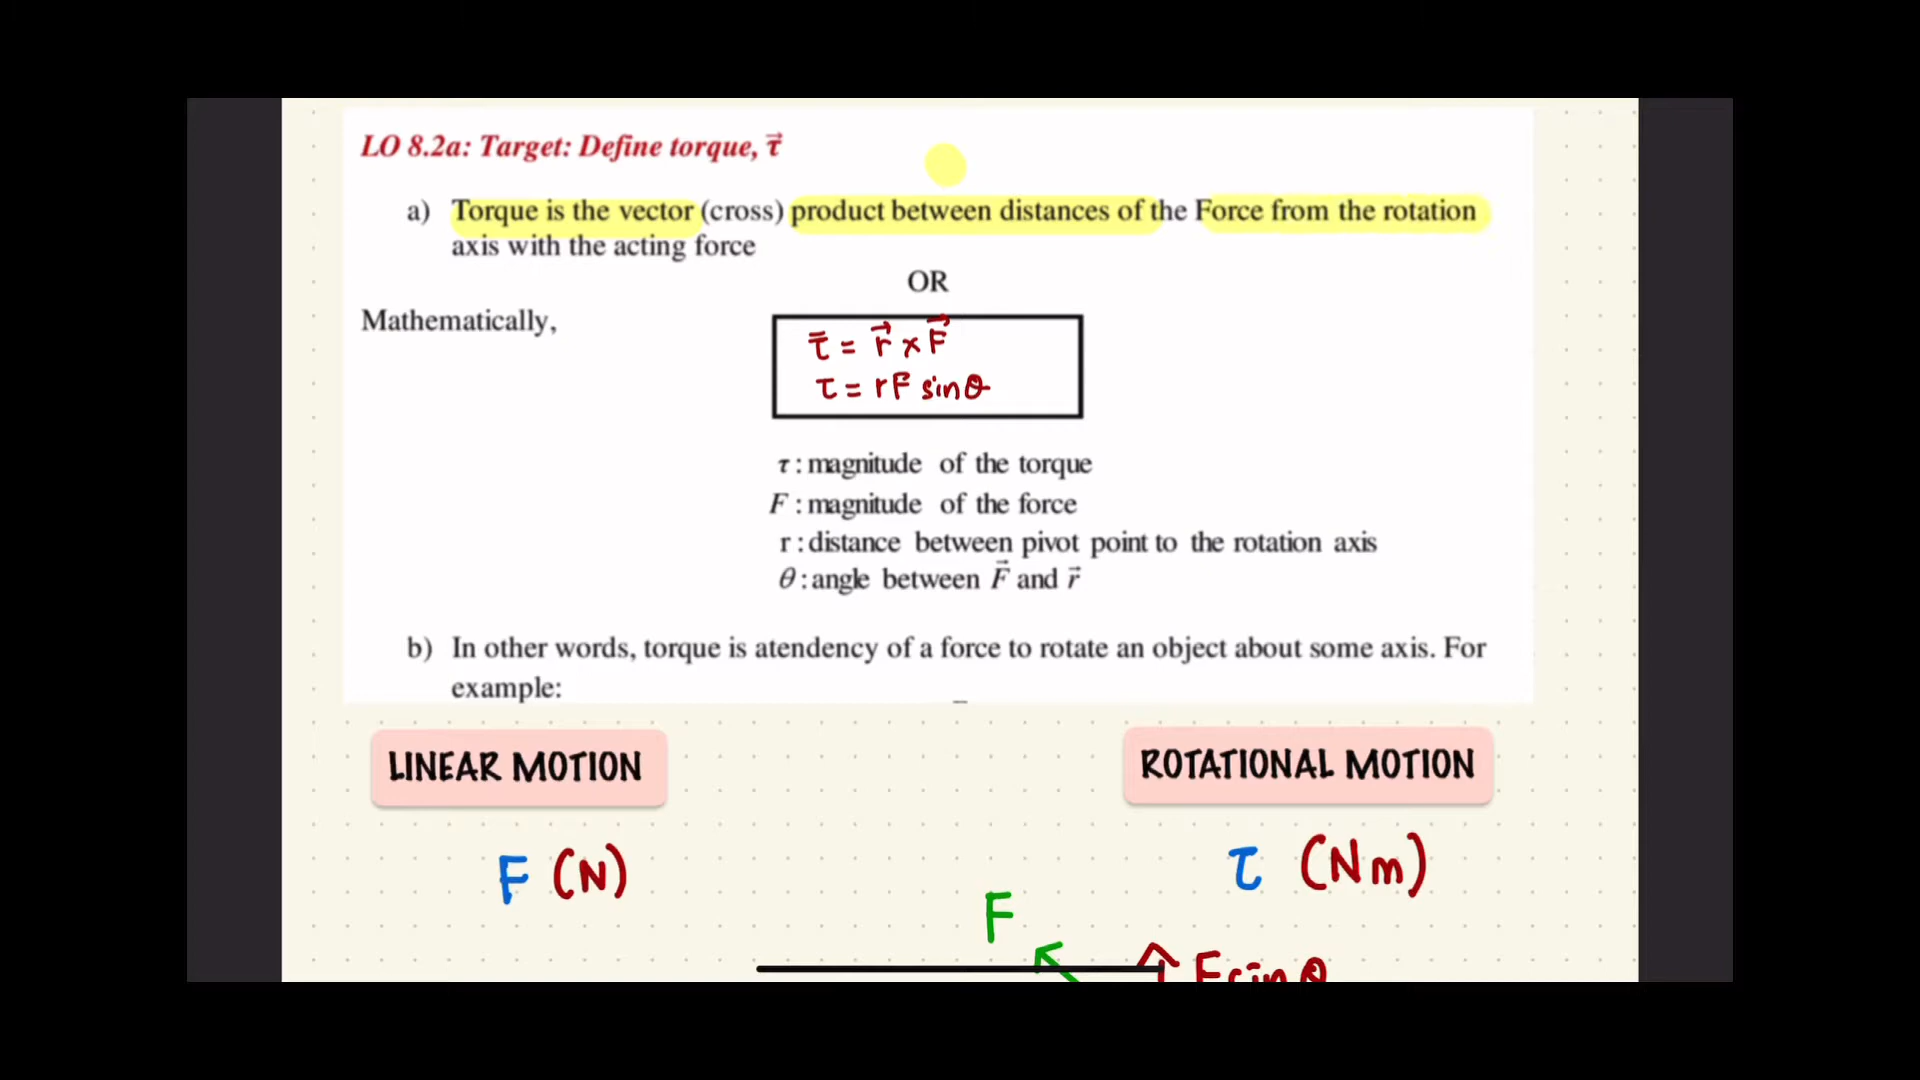 LO 8.2a: Target: Define torque, τ⃗
a) Torque is the vector (cross) product between distances of the Force from the rotation
axis with the acting force
OR
Mathematically,
τ⃗ = r⃗ × F⃗
τ = rF sinθ
τ : magnitude of the torque
F : magnitude of the force
r : distance between pivot point to the rotation axis
θ : angle between F⃗ and r⃗
b) In other words, torque is atendency of a force to rotate an object about some axis. For
example:
LINEAR MOTION
ROTATIONAL MOTION
F (N)
τ (Nm)
F
F sin θ